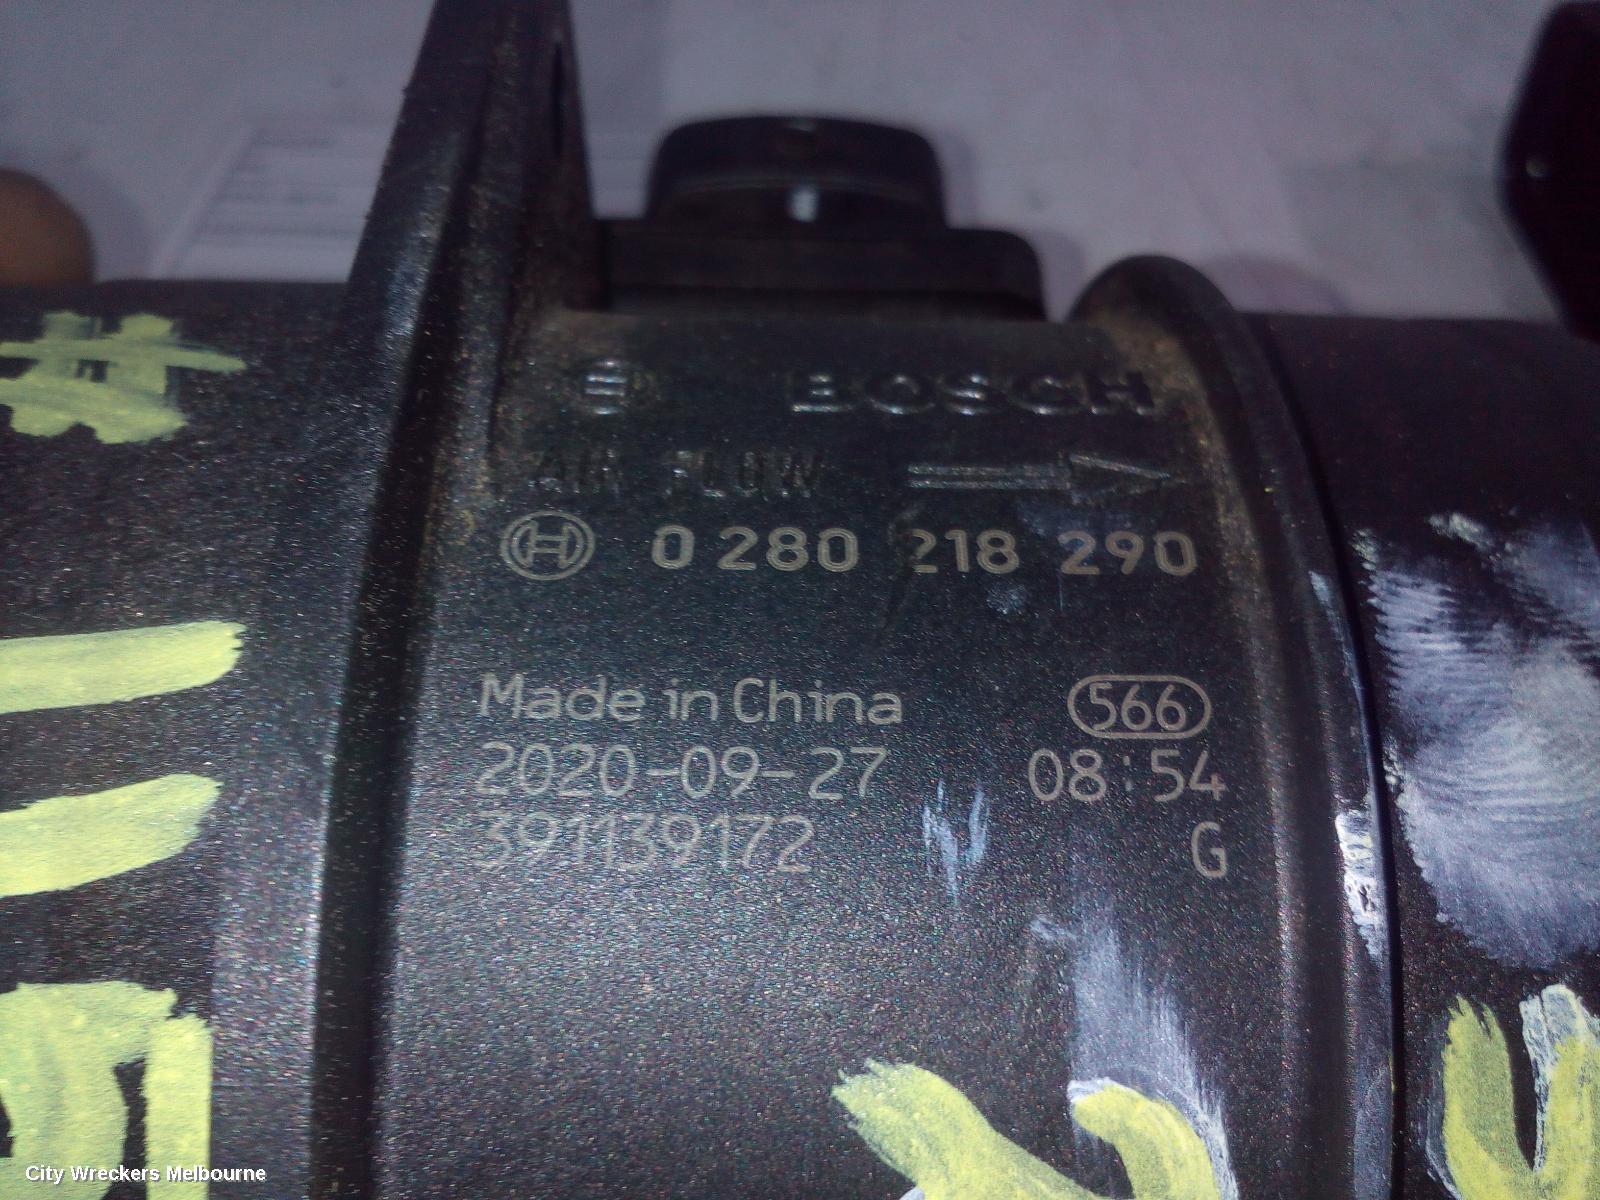 BOSCH
AIR FLOW
0 280 218 290
Made in China 566
2020-09-27 08:54
391139172 G
City Wreckers Melbourne